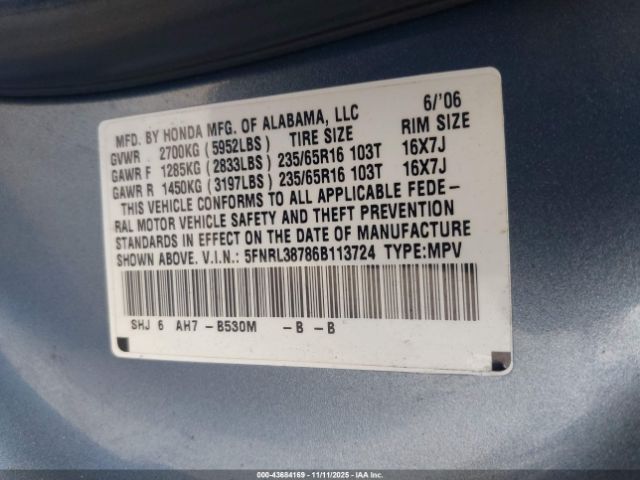 MFD. BY HONDA MFG. OF ALABAMA, LLC 6/'06
GVWR 2700KG (5952LBS) TIRE SIZE RIM SIZE
GAWR F 1285KG (2833LBS) 235/65R16 103T 16X7J
GAWR R 1450KG (3197LBS) 235/65R16 103T 16X7J
THIS VEHICLE CONFORMS TO ALL APPLICABLE FEDE-
RAL MOTOR VEHICLE SAFETY AND THEFT PREVENTION
STANDARDS IN EFFECT ON THE DATE OF MANUFACTURE
SHOWN ABOVE. V.I.N.: 5FNRL38786B113724 TYPE:MPV
SHJ 6 AH7 -B530M -B -B
000-43684169 - 11/11/2025 - IAAI, Inc.